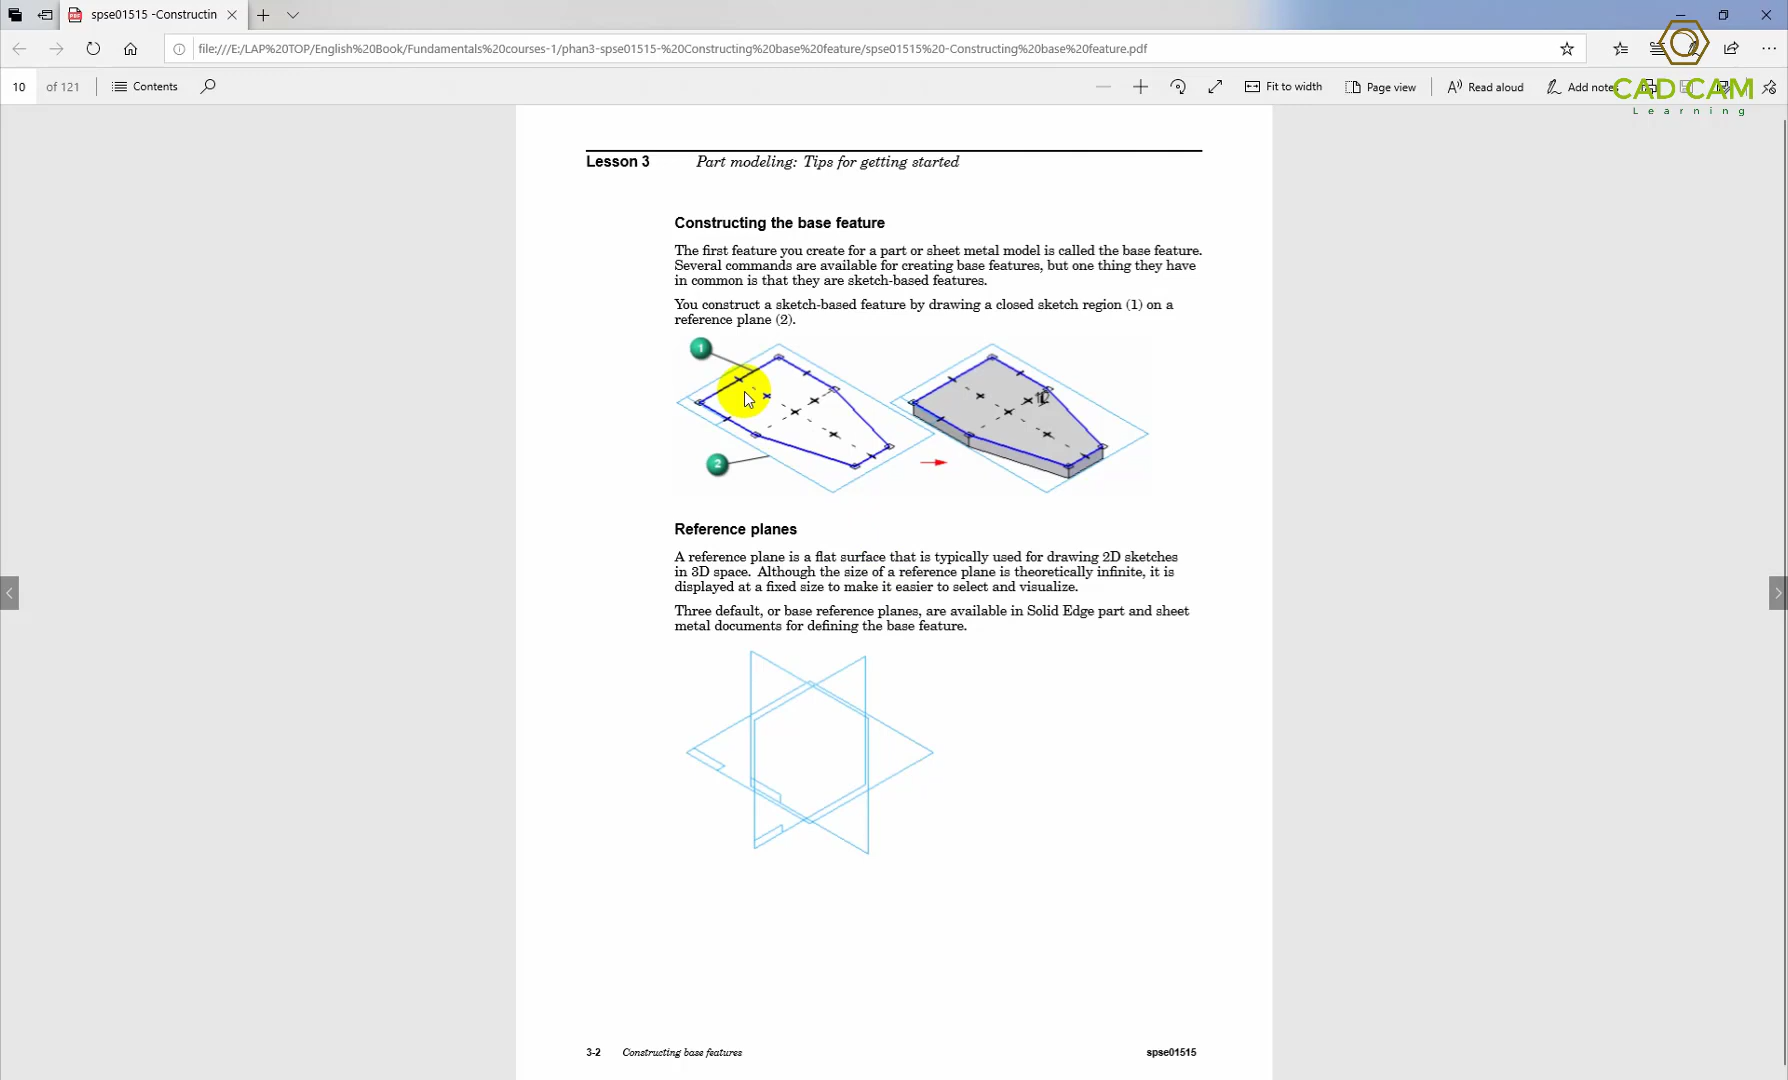 spse01515 -Constructin
file:///E:/LAP%20TOP/English%20Book/Fundamentals%20courses-1/phan3-spse01515-%20Constructing%20base%20feature/spse01515%20-Constructing%20base%20feature.pdf
10 of 121 Contents Fit to width Page view Read aloud Add notes
CAD CAM
Learning
Lesson 3 Part modeling: Tips for getting started
Constructing the base feature
The first feature you create for a part or sheet metal model is called the base feature.
Several commands are available for creating base features, but one thing they have
in common is that they are sketch-based features.
You construct a sketch-based feature by drawing a closed sketch region (1) on a
reference plane (2).
1
2
Reference planes
A reference plane is a flat surface that is typically used for drawing 2D sketches
in 3D space. Although the size of a reference plane is theoretically infinite, it is
displayed at a fixed size to make it easier to select and visualize.
Three default, or base reference planes, are available in Solid Edge part and sheet
metal documents for defining the base feature.
3-2 Constructing base features spse01515